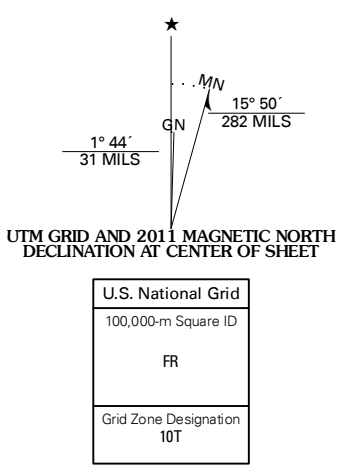 ★
MN
GN
15° 50´
282 MILS
1° 44´
31 MILS
UTM GRID AND 2011 MAGNETIC NORTH
DECLINATION AT CENTER OF SHEET
U.S. National Grid
100,000-m Square ID
FR
Grid Zone Designation
10T